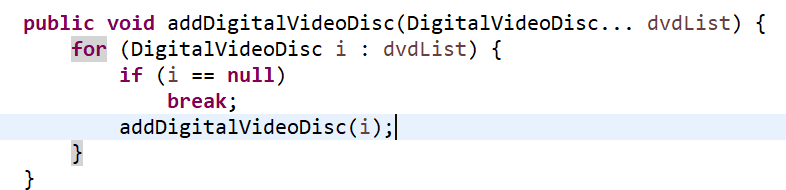 public void addDigitalVideoDisc(DigitalVideoDisc... dvdList) {
    for (DigitalVideoDisc i : dvdList) {
        if (i == null)
            break;
        addDigitalVideoDisc(i);
    }
}